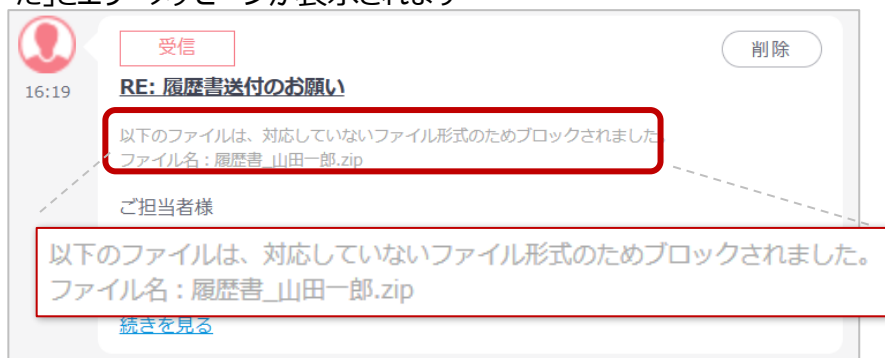 た」とエラーメッセージが表示されます
受信
削除
16:19
RE: 履歴書送付のお願い
以下のファイルは、対応していないファイル形式のためブロックされました。
ファイル名：履歴書_山田一郎.zip
ご担当者様
以下のファイルは、対応していないファイル形式のためブロックされました。
ファイル名：履歴書_山田一郎.zip
続きを見る